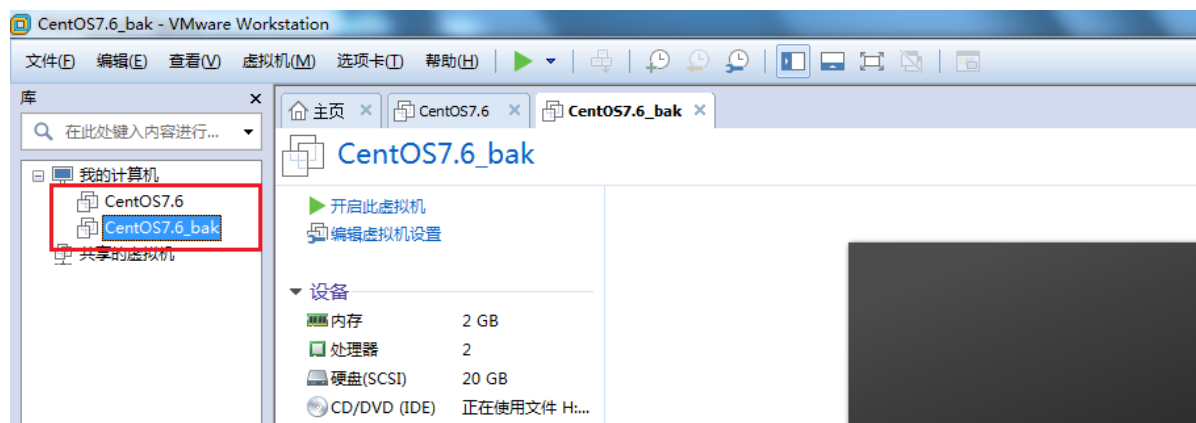 CentOS7.6_bak - VMware Workstation
文件(F) 编辑(E) 查看(V) 虚拟机(M) 选项卡(T) 帮助(H)
库
在此处键入内容进行...
我的计算机
CentOS7.6
CentOS7.6_bak
共享的虚拟机
主页 CentOS7.6 CentOS7.6_bak
CentOS7.6_bak
开启此虚拟机
编辑虚拟机设置
设备
内存 2 GB
处理器 2
硬盘(SCSI) 20 GB
CD/DVD (IDE) 正在使用文件 H:...